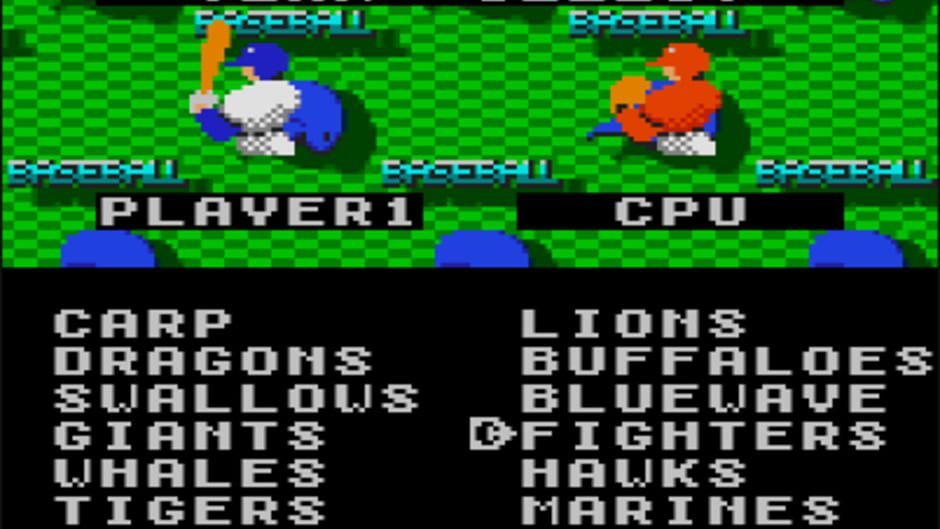 BASEBALL BASEBALL
BASEBALL BASEBALL BASEBALL
PLAYER1 CPU
CARP LIONS
DRAGONS BUFFALOES
SWALLOWS BLUEWAVE
GIANTS FIGHTERS
WHALES HAWKS
TIGERS MARINES